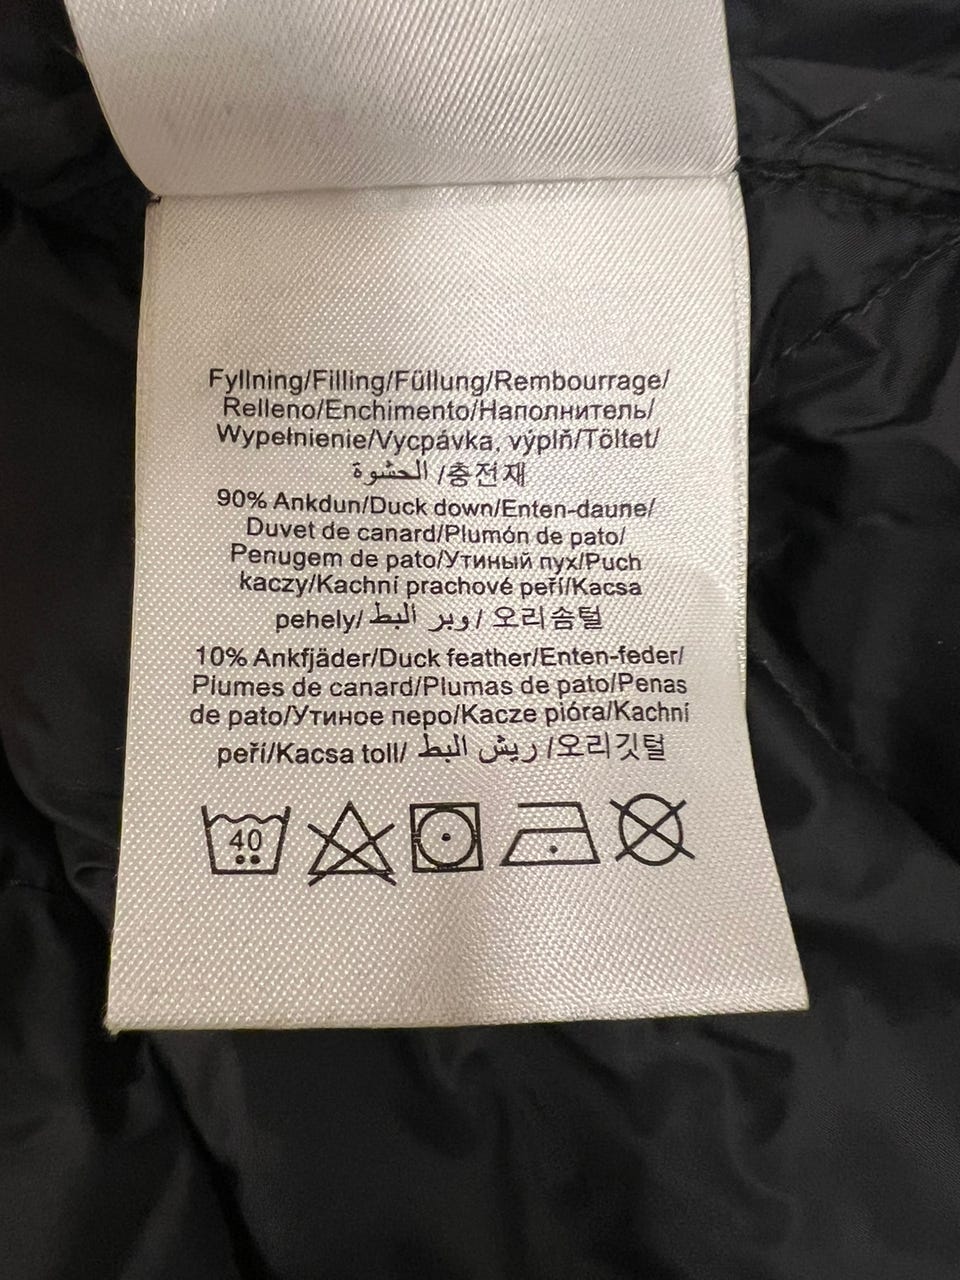 Fyllning/Filling/Füllung/Rembourrage/
Relleno/Enchimento/Наполнитель/
Wypełnienie/Vycpávka, výplň/Töltet/
الحشوة /충전재
90% Ankdun/Duck down/Enten-daune/
Duvet de canard/Plumón de pato/
Penugem de pato/Утиный пух/Puch
kaczy/Kachní prachové peří/Kacsa
pehely/ وبر البط / 오리솜털
10% Ankfjäder/Duck feather/Enten-feder/
Plumes de canard/Plumas de pato/Penas
de pato/Утиное перо/Kacze pióra/Kachní
peří/Kacsa toll/ ريش البط /오리깃털
40